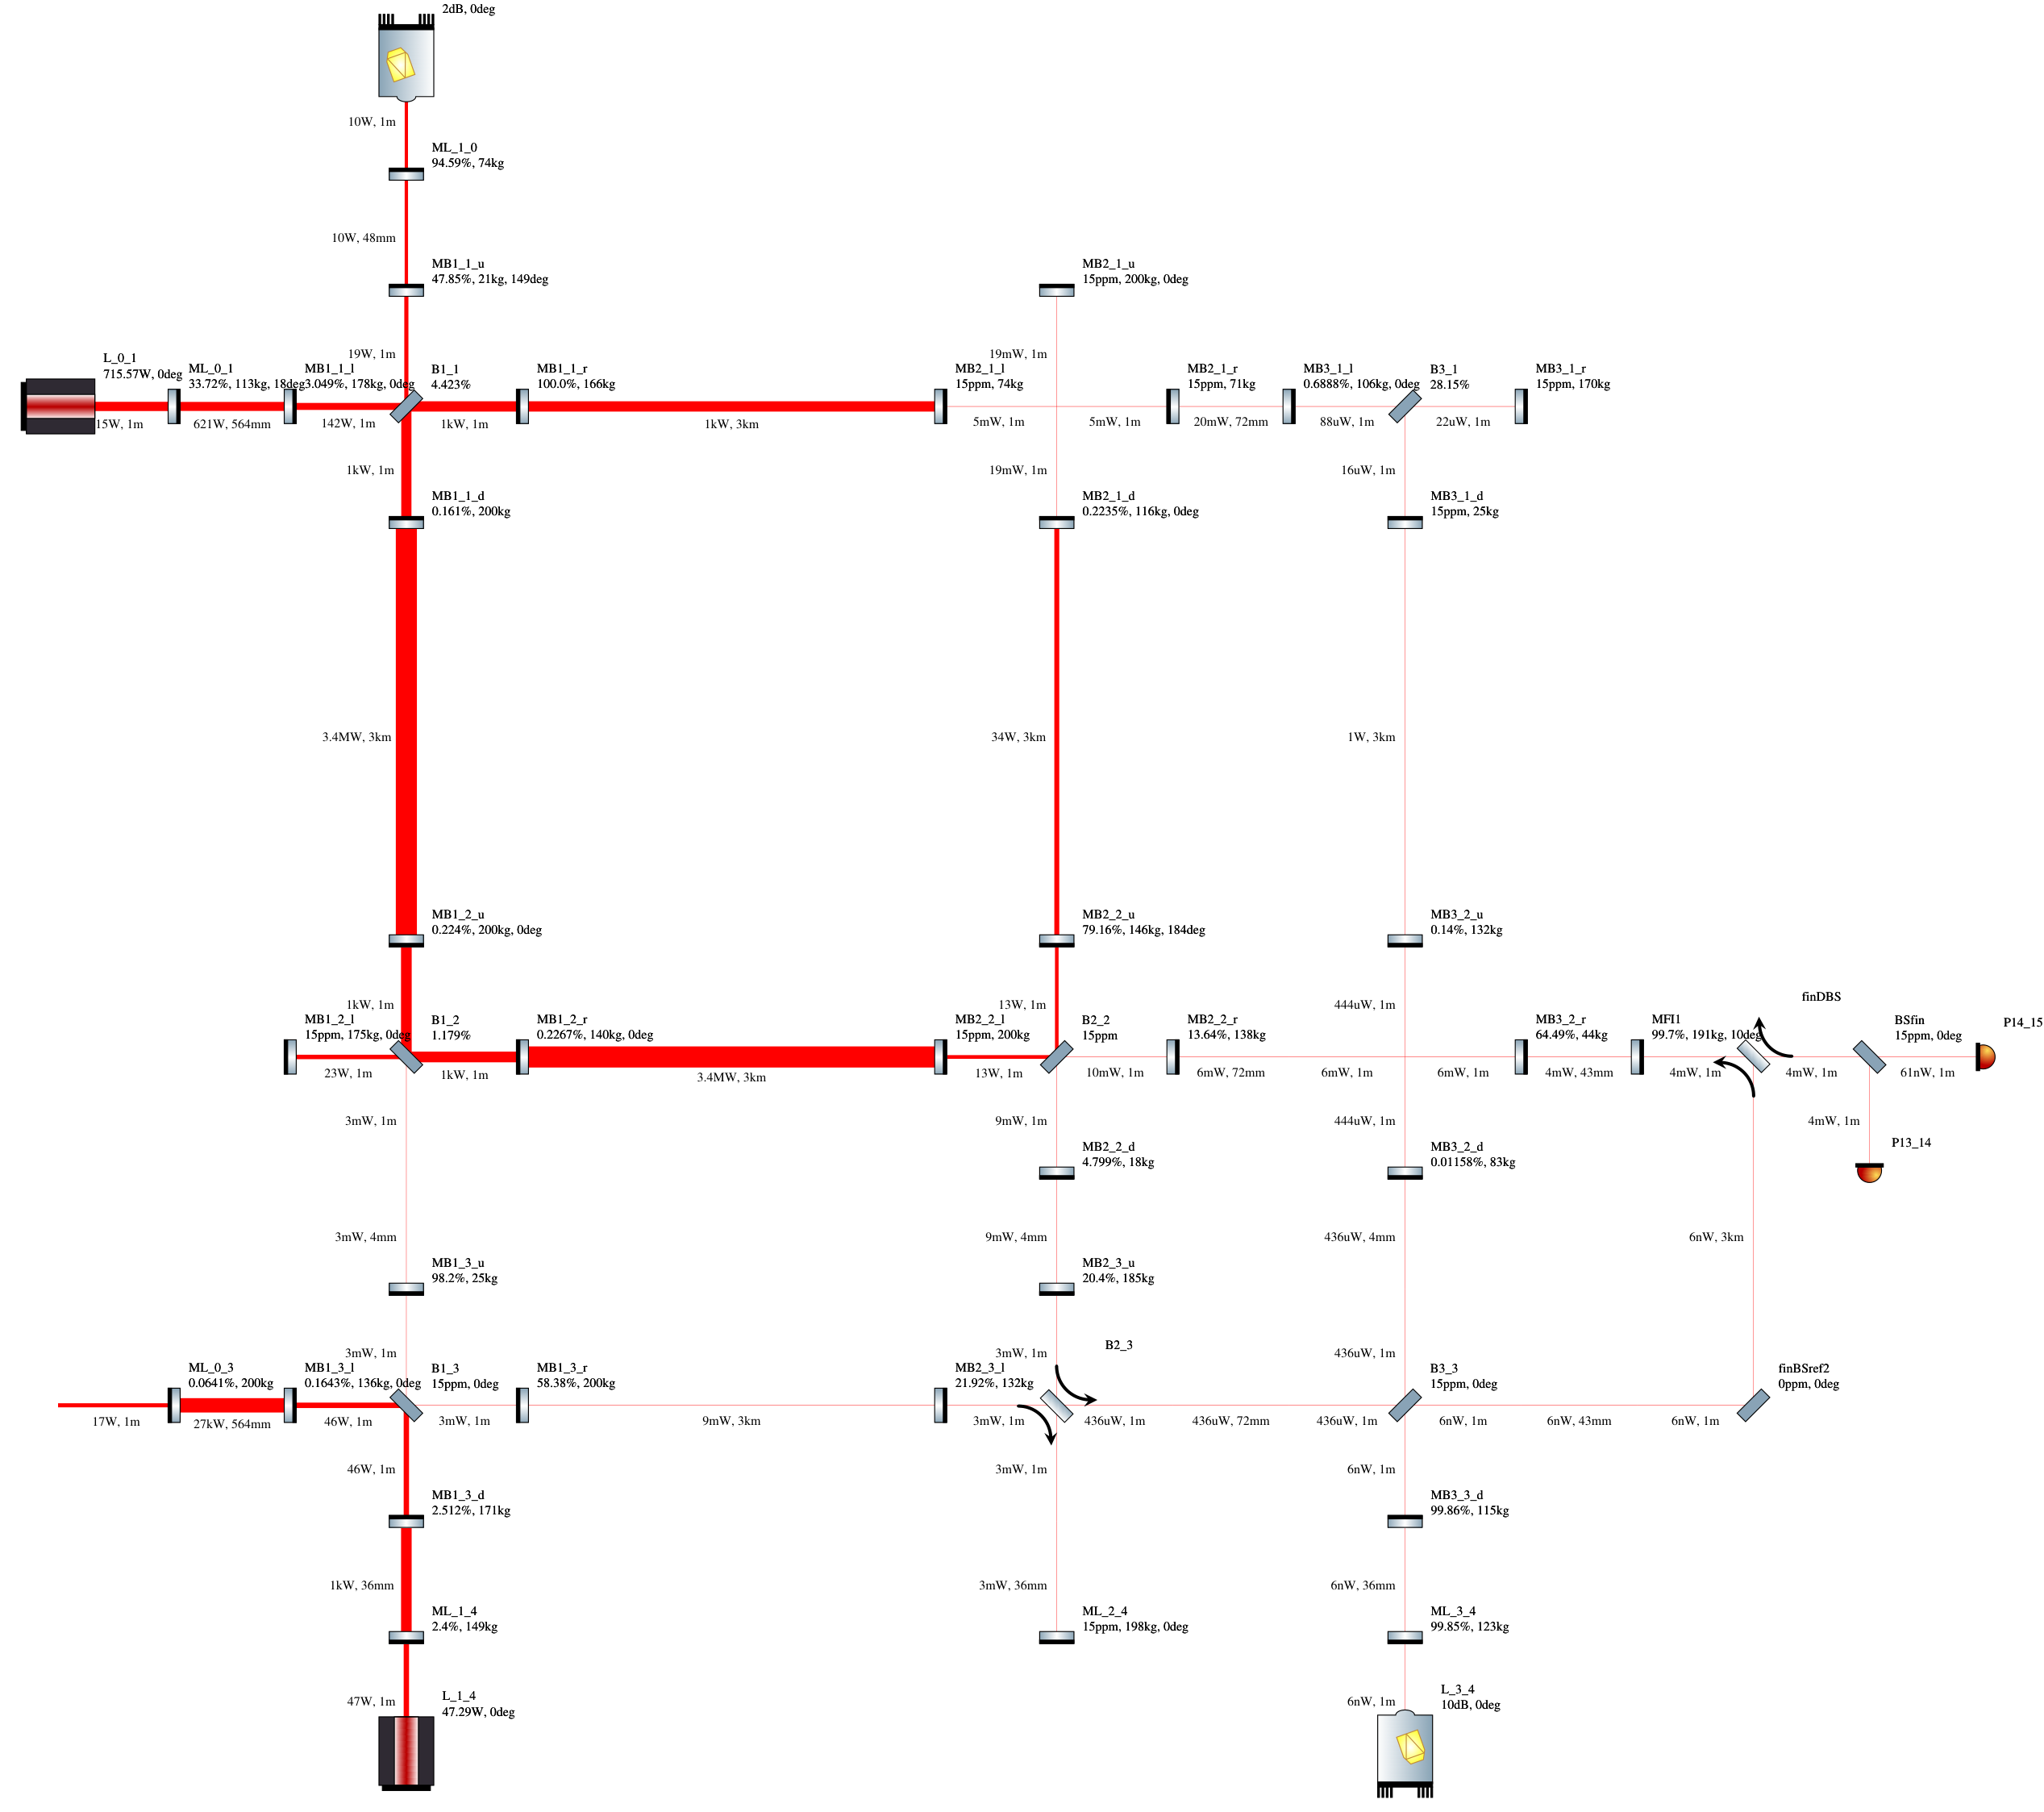 2dB, 0deg
10W, 1m
ML_1_0
94.59%, 74kg
10W, 48mm
MB1_1_u
47.85%, 21kg, 149deg
MB2_1_u
15ppm, 200kg, 0deg
19W, 1m
19mW, 1m
L_0_1
715.57W, 0deg
ML_0_1
33.72%, 113kg, 18deg
MB1_1_l
3.049%, 178kg, 0deg
B1_1
4.423%
MB1_1_r
100.0%, 166kg
MB2_1_l
15ppm, 74kg
MB2_1_r
15ppm, 71kg
MB3_1_l
0.6888%, 106kg, 0deg
B3_1
28.15%
MB3_1_r
15ppm, 170kg
15W, 1m
621W, 564mm
142W, 1m
1kW, 1m
1kW, 3km
5mW, 1m
5mW, 1m
20mW, 72mm
88uW, 1m
22uW, 1m
1kW, 1m
19mW, 1m
16uW, 1m
MB1_1_d
0.161%, 200kg
MB2_1_d
0.2235%, 116kg, 0deg
MB3_1_d
15ppm, 25kg
3.4MW, 3km
34W, 3km
1W, 3km
MB1_2_u
0.224%, 200kg, 0deg
MB2_2_u
79.16%, 146kg, 184deg
MB3_2_u
0.14%, 132kg
1kW, 1m
13W, 1m
444uW, 1m
finDBS
MB1_2_l
15ppm, 175kg, 0deg
B1_2
1.179%
MB1_2_r
0.2267%, 140kg, 0deg
MB2_2_l
15ppm, 200kg
B2_2
15ppm
MB2_2_r
13.64%, 138kg
MB3_2_r
64.49%, 44kg
MFI1
99.7%, 191kg, 10deg
BSfin
15ppm, 0deg
P14_15
23W, 1m
1kW, 1m
3.4MW, 3km
13W, 1m
10mW, 1m
6mW, 72mm
6mW, 1m
6mW, 1m
4mW, 43mm
4mW, 1m
4mW, 1m
61nW, 1m
3mW, 1m
9mW, 1m
444uW, 1m
4mW, 1m
P13_14
MB2_2_d
4.799%, 18kg
MB3_2_d
0.01158%, 83kg
3mW, 4mm
9mW, 4mm
436uW, 4mm
6nW, 3km
MB1_3_u
98.2%, 25kg
MB2_3_u
20.4%, 185kg
3mW, 1m
3mW, 1m
B2_3
436uW, 1m
ML_0_3
0.0641%, 200kg
MB1_3_l
0.1643%, 136kg, 0deg
B1_3
15ppm, 0deg
MB1_3_r
58.38%, 200kg
MB2_3_l
21.92%, 132kg
B3_3
15ppm, 0deg
finBSref2
0ppm, 0deg
17W, 1m
27kW, 564mm
46W, 1m
3mW, 1m
9mW, 3km
3mW, 1m
436uW, 1m
436uW, 72mm
436uW, 1m
6nW, 1m
6nW, 43mm
6nW, 1m
46W, 1m
3mW, 1m
6nW, 1m
MB1_3_d
2.512%, 171kg
MB3_3_d
99.86%, 115kg
1kW, 36mm
3mW, 36mm
6nW, 36mm
ML_1_4
2.4%, 149kg
ML_2_4
15ppm, 198kg, 0deg
ML_3_4
99.85%, 123kg
47W, 1m
L_1_4
47.29W, 0deg
6nW, 1m
L_3_4
10dB, 0deg